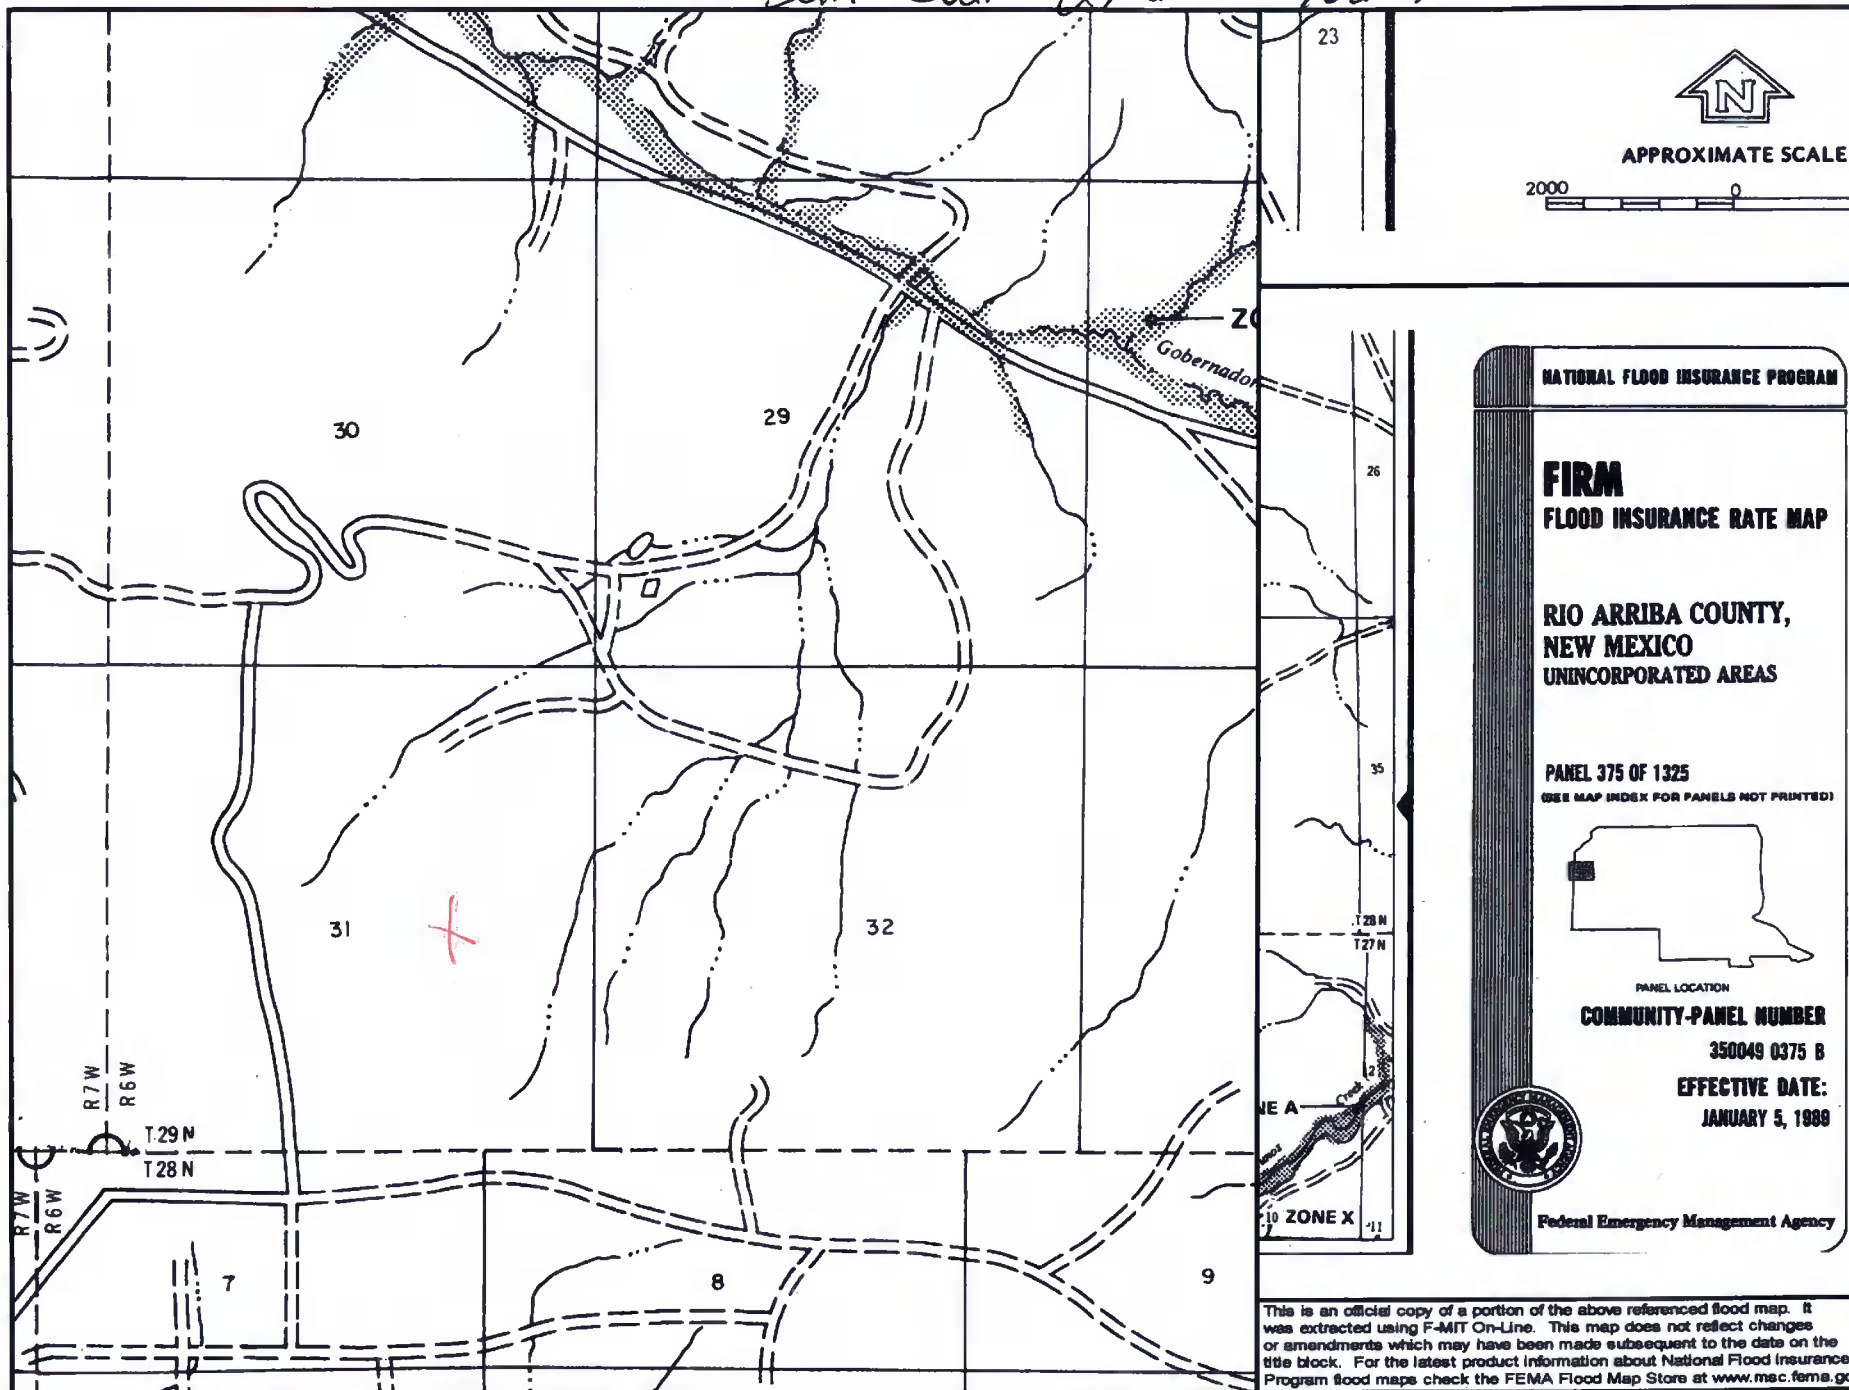 23
APPROXIMATE SCALE
2000 0
ZO
Gobernador
30
29
26
NATIONAL FLOOD INSURANCE PROGRAM
FIRM
FLOOD INSURANCE RATE MAP
RIO ARRIBA COUNTY,
NEW MEXICO
UNINCORPORATED AREAS
PANEL 375 OF 1325
(SEE MAP INDEX FOR PANELS NOT PRINTED)
35
PANEL LOCATION
COMMUNITY-PANEL NUMBER
350049 0375 B
EFFECTIVE DATE:
JANUARY 5, 1989
Federal Emergency Management Agency
31
32
T28N
T27N
R7W
R6W
T29N
T28N
R7W
R6W
12
Creek
NE A
10 ZONE X 11
7
8
9
N
This is an official copy of a portion of the above referenced flood map. It
was extracted using F-MIT On-Line. This map does not reflect changes
or amendments which may have been made subsequent to the date on the
title block. For the latest product information about National Flood Insurance
Program flood maps check the FEMA Flood Map Store at www.msc.fema.go